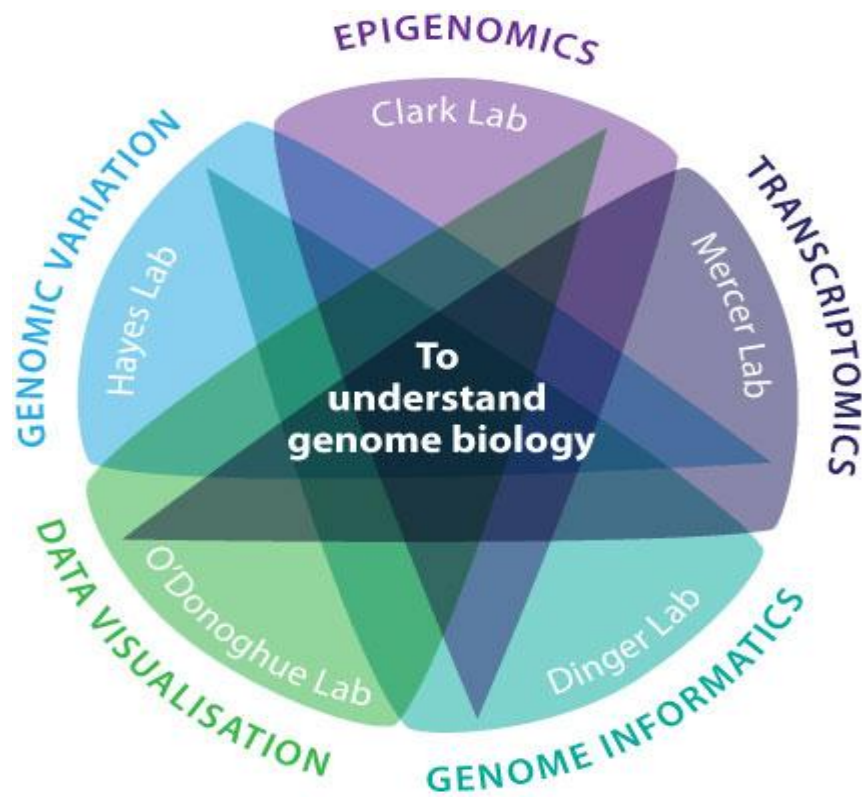 EPIGENOMICS
Clark Lab
TRANSCRIPTOMICS
Mercer Lab
GENOMIC VARIATION
Hayes Lab
To
understand
genome biology
DATA VISUALISATION
O'Donoghue Lab
Dinger Lab
GENOME INFORMATICS